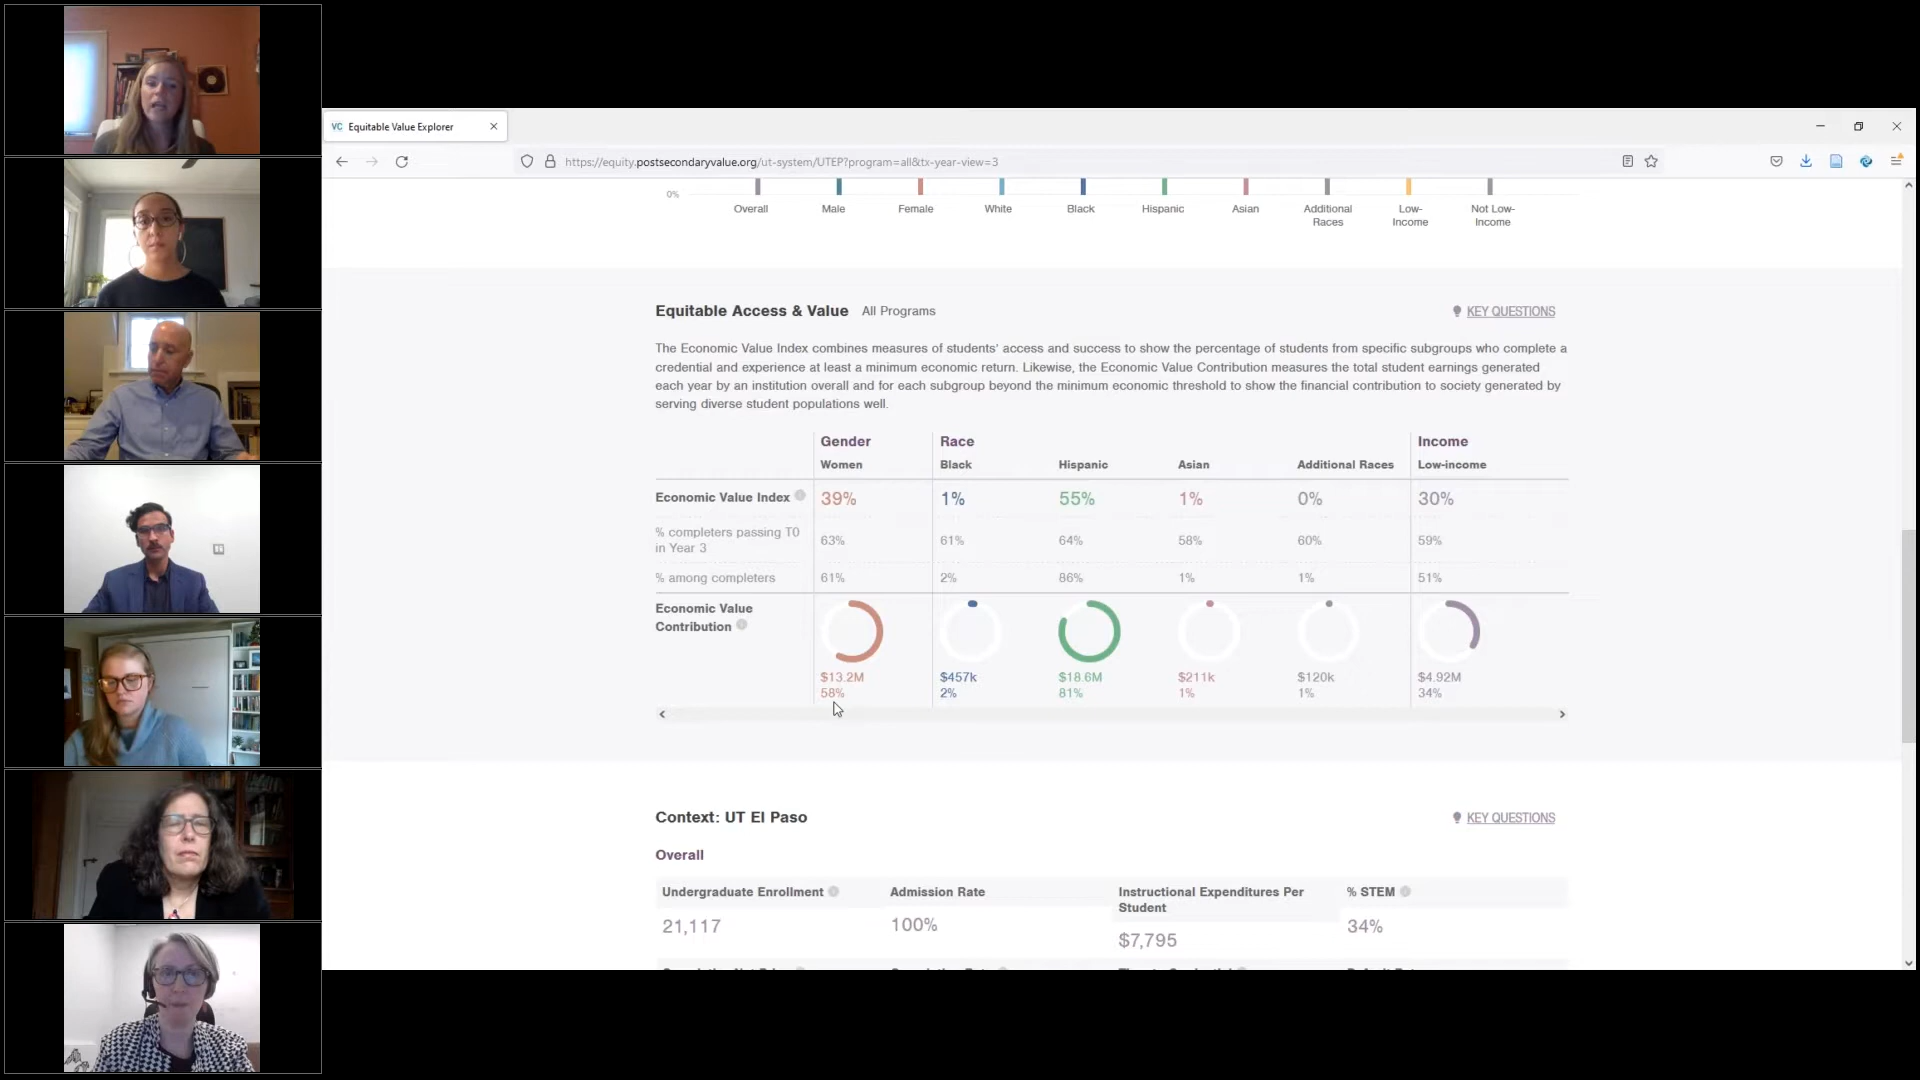 VC Equitable Value Explorer
https://equity.postsecondaryvalue.org/ut-system/UTEP?program=all&tx-year-view=3
0%
Overall Male Female White Black Hispanic Asian Additional Low- Not Low-
Races Income Income
Equitable Access & Value All Programs KEY QUESTIONS
The Economic Value Index combines measures of students' access and success to show the percentage of students from specific subgroups who complete a
credential and experience at least a minimum economic return. Likewise, the Economic Value Contribution measures the total student earnings generated
each year by an institution overall and for each subgroup beyond the minimum economic threshold to show the financial contribution to society generated by
serving diverse student populations well.
Gender Race Income
Women Black Hispanic Asian Additional Races Low-income
Economic Value Index 39% 1% 55% 1% 0% 30%
% completers passing T0
in Year 3 63% 61% 64% 58% 60% 59%
% among completers 61% 2% 86% 1% 1% 51%
Economic Value
Contribution
$13.2M $457k $18.6M $211k $120k $4.92M
58% 2% 81% 1% 1% 34%
Context: UT El Paso KEY QUESTIONS
Overall
Undergraduate Enrollment Admission Rate Instructional Expenditures Per % STEM
Student
21,117 100% $7,795 34%